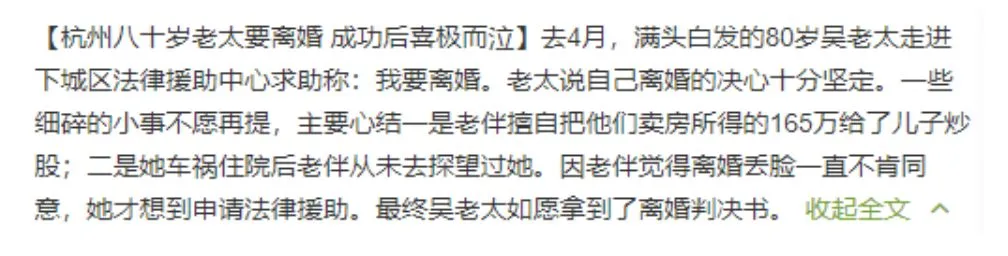 【杭州八十岁老太要离婚 成功后喜极而泣】去4月，满头白发的80岁吴老太走进
下城区法律援助中心求助称：我要离婚。老太说自己离婚的决心十分坚定。一些
细碎的小事不愿再提，主要心结一是老伴擅自把他们卖房所得的165万给了儿子炒
股；二是她车祸住院后老伴从未去探望过她。因老伴觉得离婚丢脸一直不肯同
意，她才想到申请法律援助。最终吴老太如愿拿到了离婚判决书。 收起全文